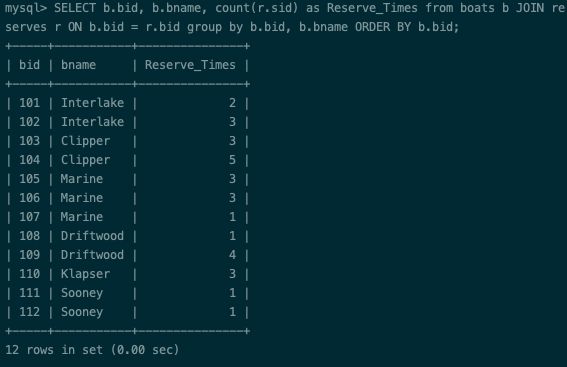 mysql> SELECT b.bid, b.bname, count(r.sid) as Reserve_Times from boats b JOIN re
serves r ON b.bid = r.bid group by b.bid, b.bname ORDER BY b.bid;
+-----+-----------+---------------+
| bid | bname     | Reserve_Times |
+-----+-----------+---------------+
| 101 | Interlake |             2 |
| 102 | Interlake |             3 |
| 103 | Clipper   |             3 |
| 104 | Clipper   |             5 |
| 105 | Marine    |             3 |
| 106 | Marine    |             3 |
| 107 | Marine    |             1 |
| 108 | Driftwood |             1 |
| 109 | Driftwood |             4 |
| 110 | Klapser   |             3 |
| 111 | Sooney    |             1 |
| 112 | Sooney    |             1 |
+-----+-----------+---------------+
12 rows in set (0.00 sec)